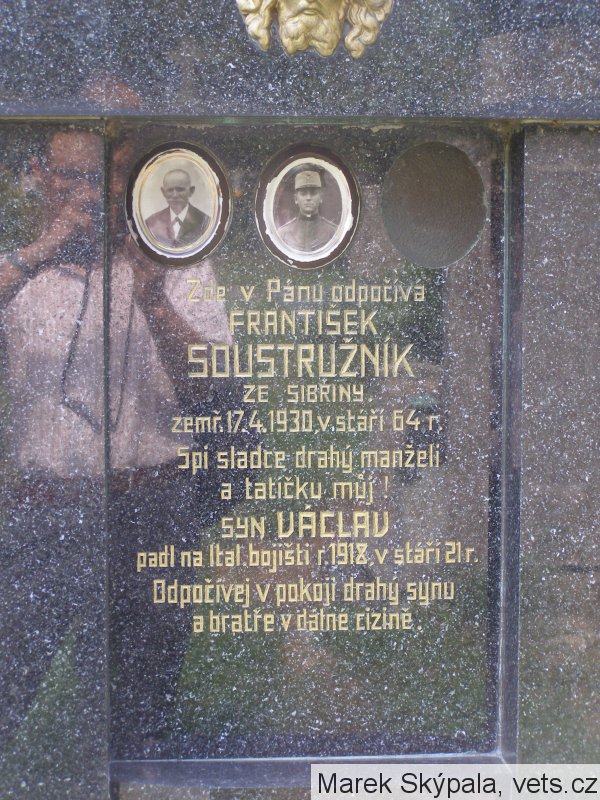 Zde v Pánu odpočívá
FRANTIŠEK
SOUSTRUŽNÍK
ZE SIBŘINY.
zemř. 17. 4. 1930. v. stáří 64 r.
Spi sladce drahý manželi
a tatíčku můj!
SYN VÁCLAV
padl na Ital. bojišti r. 1918. v stáří 21 r.
Odpočívej v pokoji drahý synu
a bratře v dálné cizině.
Marek Skýpala, vets.cz